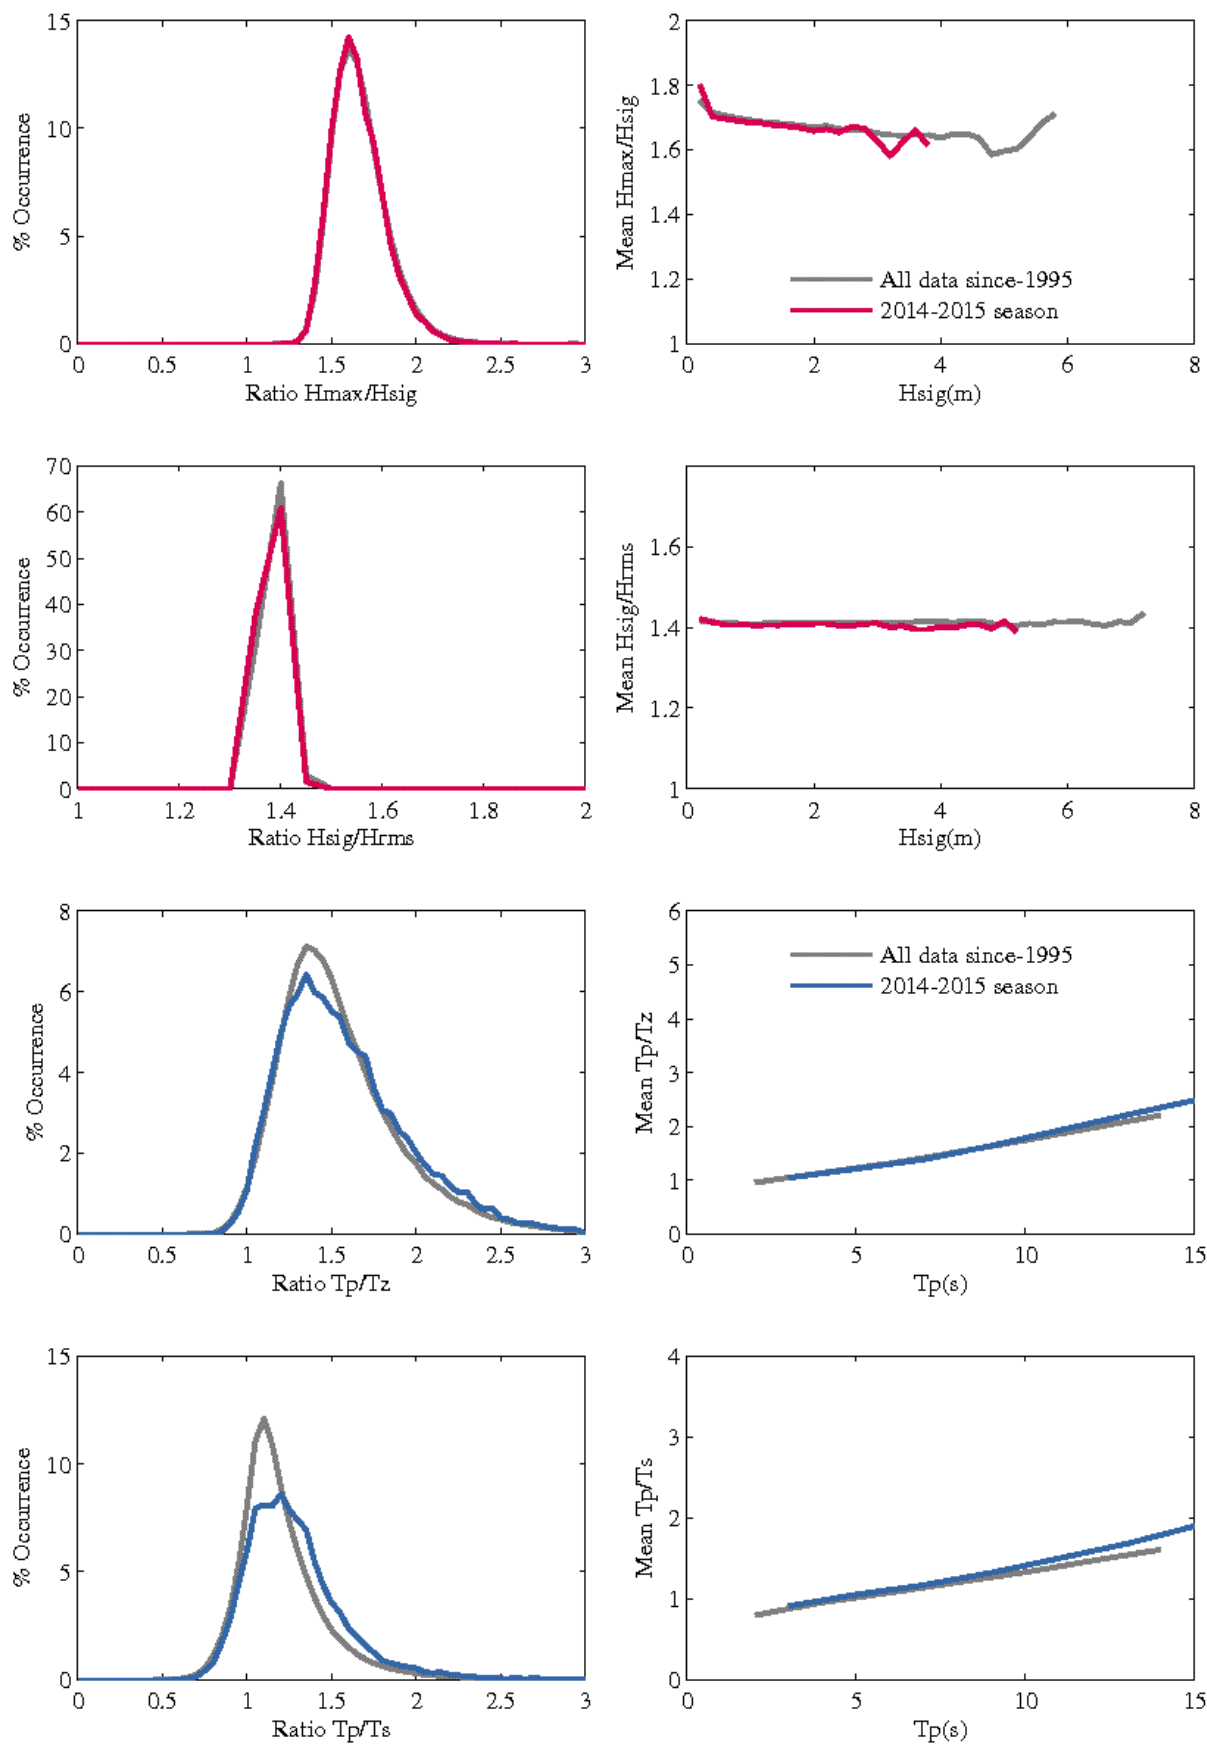 15
10
5
0
0 0.5 1 1.5 2 2.5 3
% Occurrence
Ratio Hmax/Hsig
2
1.8
1.6
1.4
1.2
1
0 2 4 6 8
Mean Hmax/Hsig
Hsig(m)
All data since-1995
2014-2015 season
70
60
50
40
30
20
10
0
1 1.2 1.4 1.6 1.8 2
% Occurrence
Ratio Hsig/Hrms
1.6
1.4
1.2
1
0 2 4 6 8
Mean Hsig/Hrms
Hsig(m)
8
6
4
2
0
0 0.5 1 1.5 2 2.5 3
% Occurrence
Ratio Tp/Tz
6
5
4
3
2
1
0
0 5 10 15
Mean Tp/Tz
Tp(s)
All data since-1995
2014-2015 season
15
10
5
0
0 0.5 1 1.5 2 2.5 3
% Occurrence
Ratio Tp/Ts
4
3
2
1
0
0 5 10 15
Mean Tp/Ts
Tp(s)